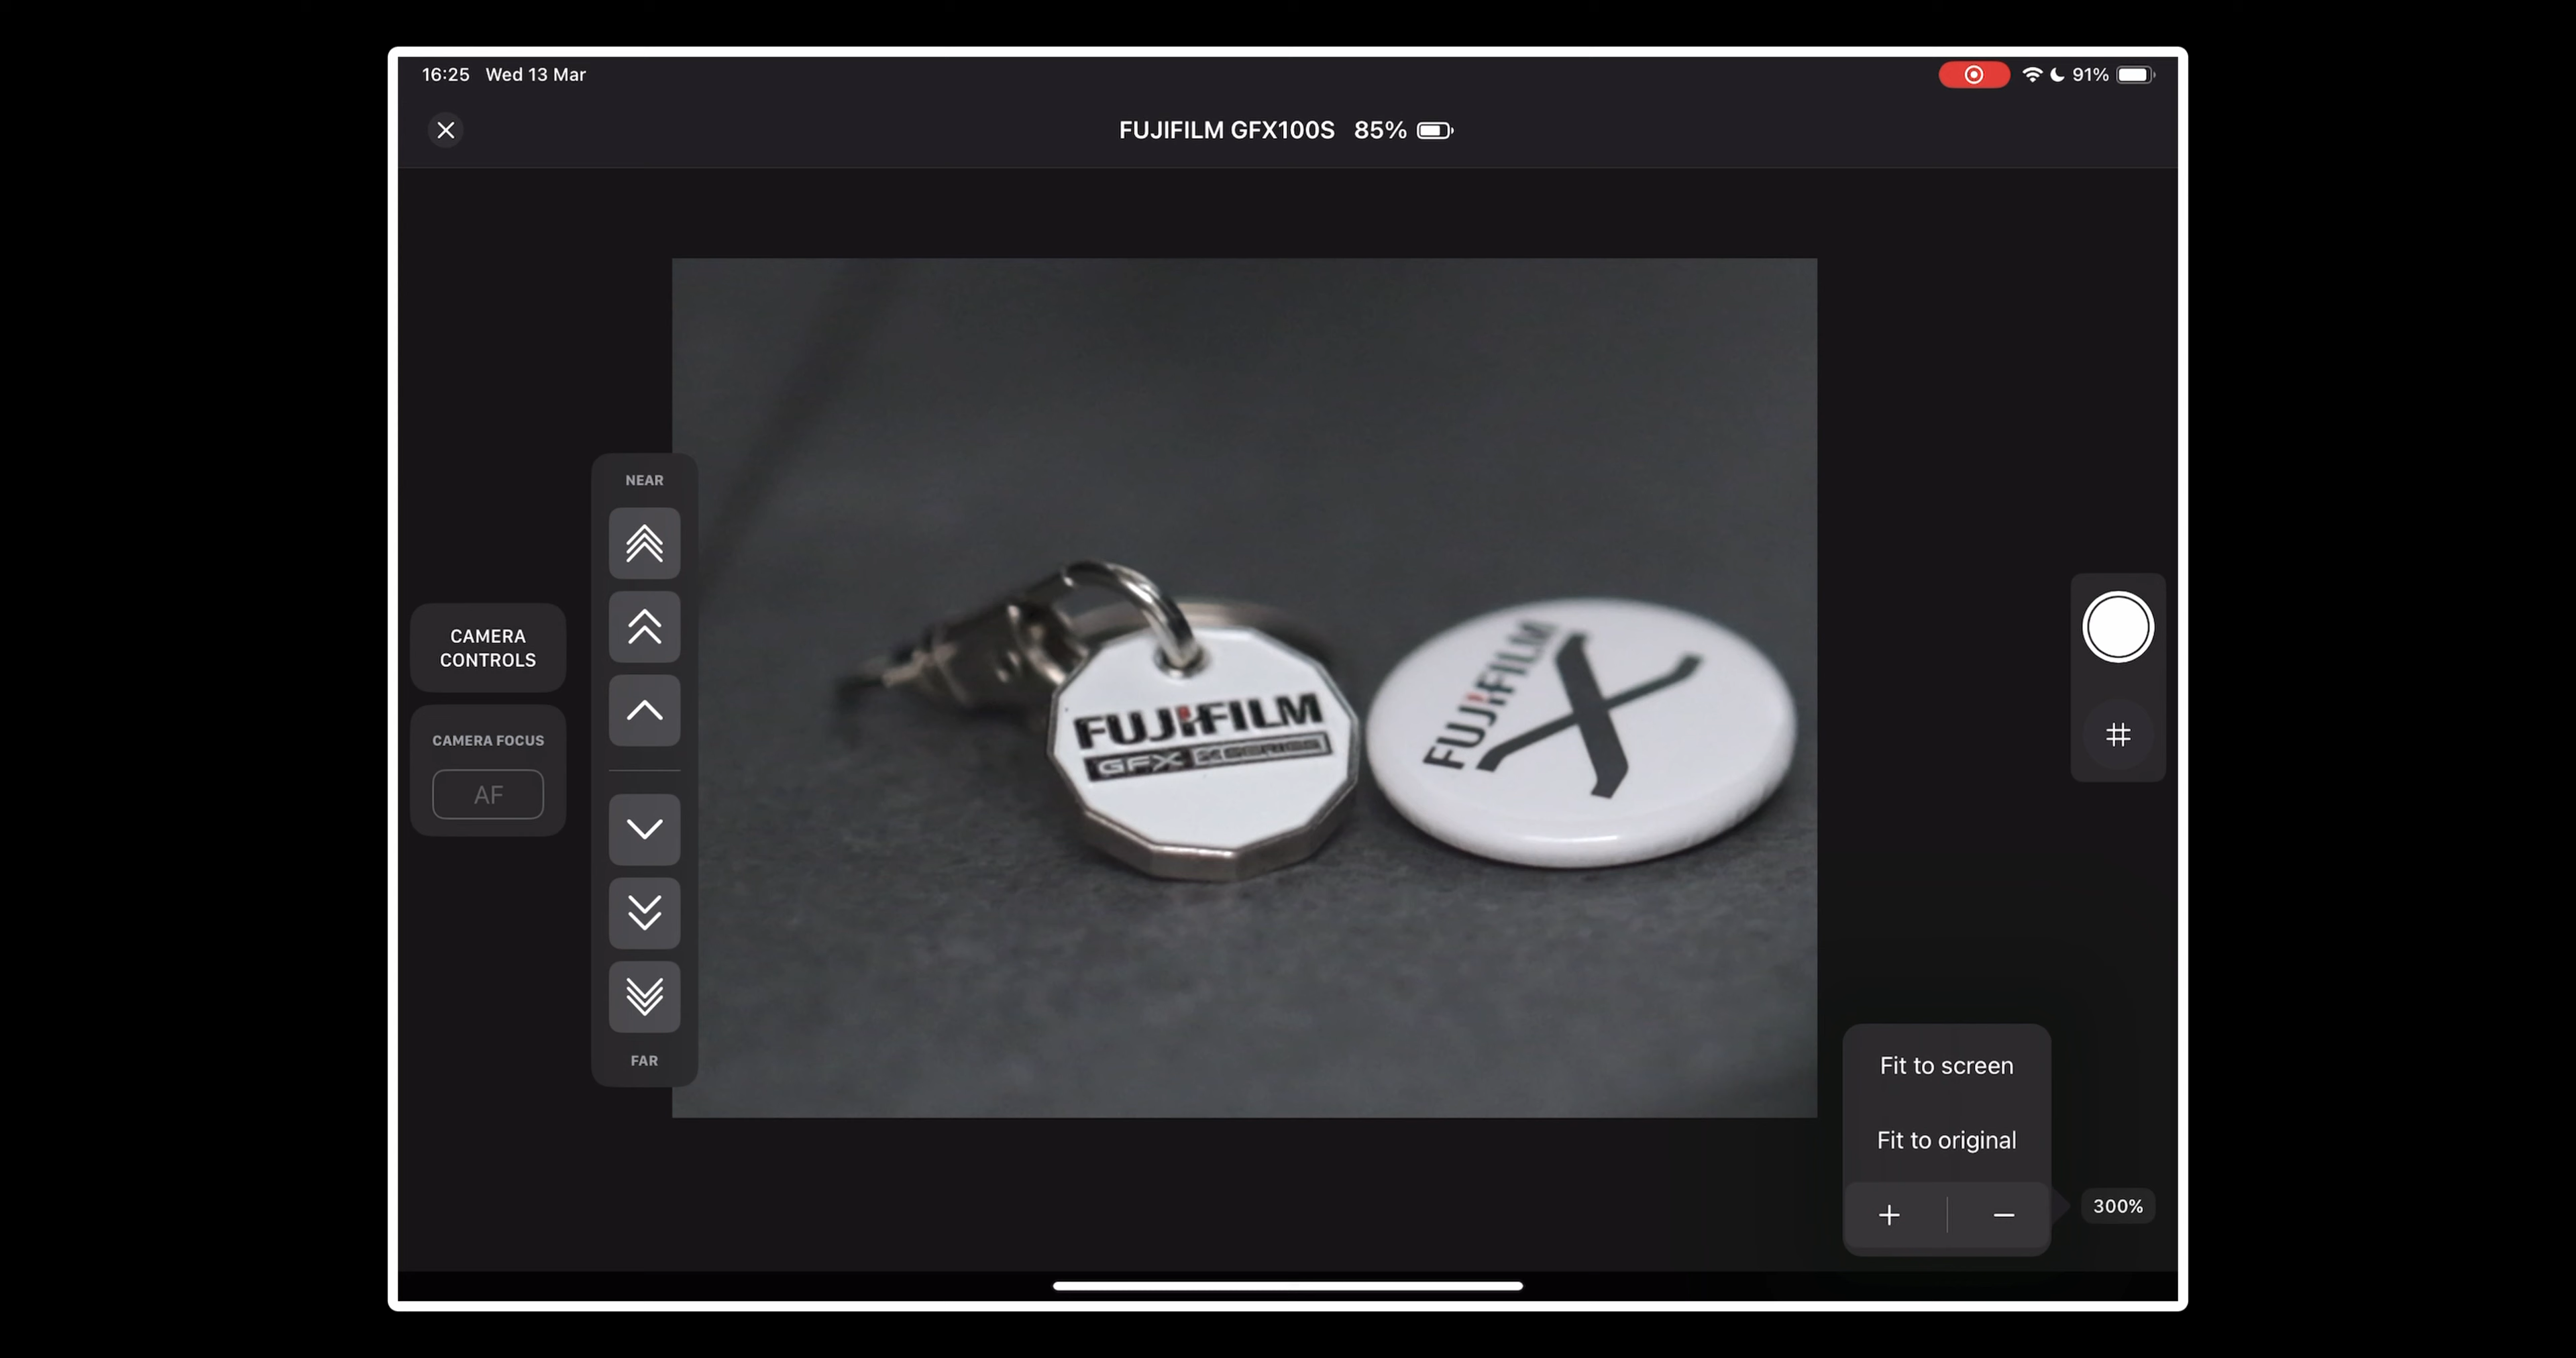 16:25 Wed 13 Mar
91%
FUJIFILM GFX100S 85%
NEAR
CAMERA
CONTROLS
CAMERA FOCUS
AF
FAR
FUJIFILM
GFX X SERIES
FUJIFILM
X
Fit to screen
Fit to original
300%